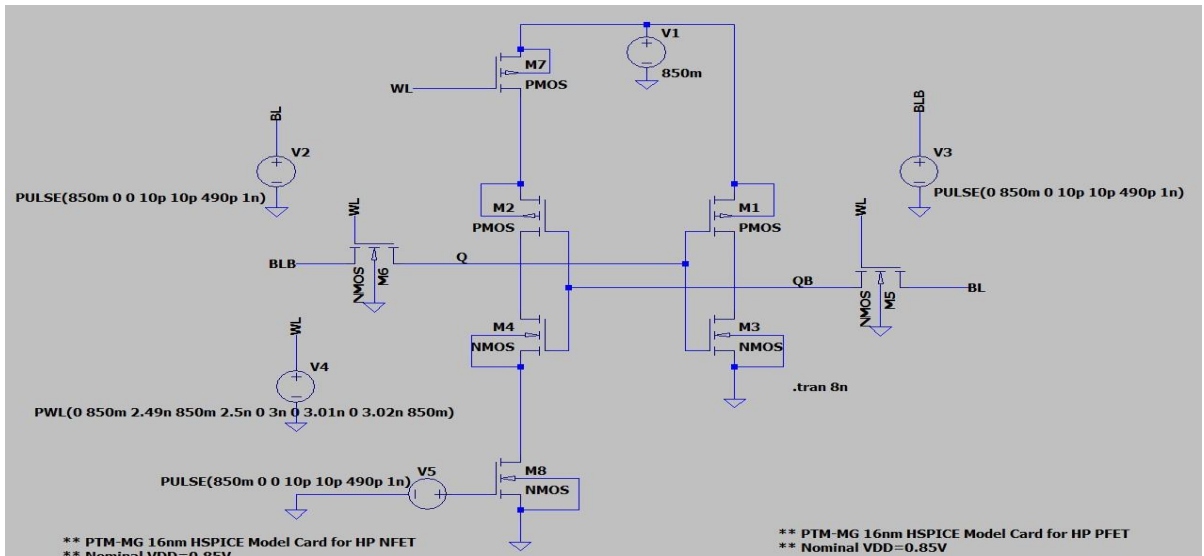 V1
850m
M7
PMOS
WL
BL
V2
PULSE(850m 0 0 10p 10p 490p 1n)
BLB
V3
PULSE(0 850m 0 10p 10p 490p 1n)
M2
PMOS
M1
PMOS
WL
BLB
NMOS
M6
Q
QB
WL
NMOS
M5
BL
M4
NMOS
M3
NMOS
WL
V4
PWL(0 850m 2.49n 850m 2.5n 0 3n 0 3.01n 0 3.02n 850m)
.tran 8n
PULSE(850m 0 0 10p 10p 490p 1n)
V5
M8
NMOS
** PTM-MG 16nm HSPICE Model Card for HP NFET
** Nominal VDD=0.85V
** PTM-MG 16nm HSPICE Model Card for HP PFET
** Nominal VDD=0.85V